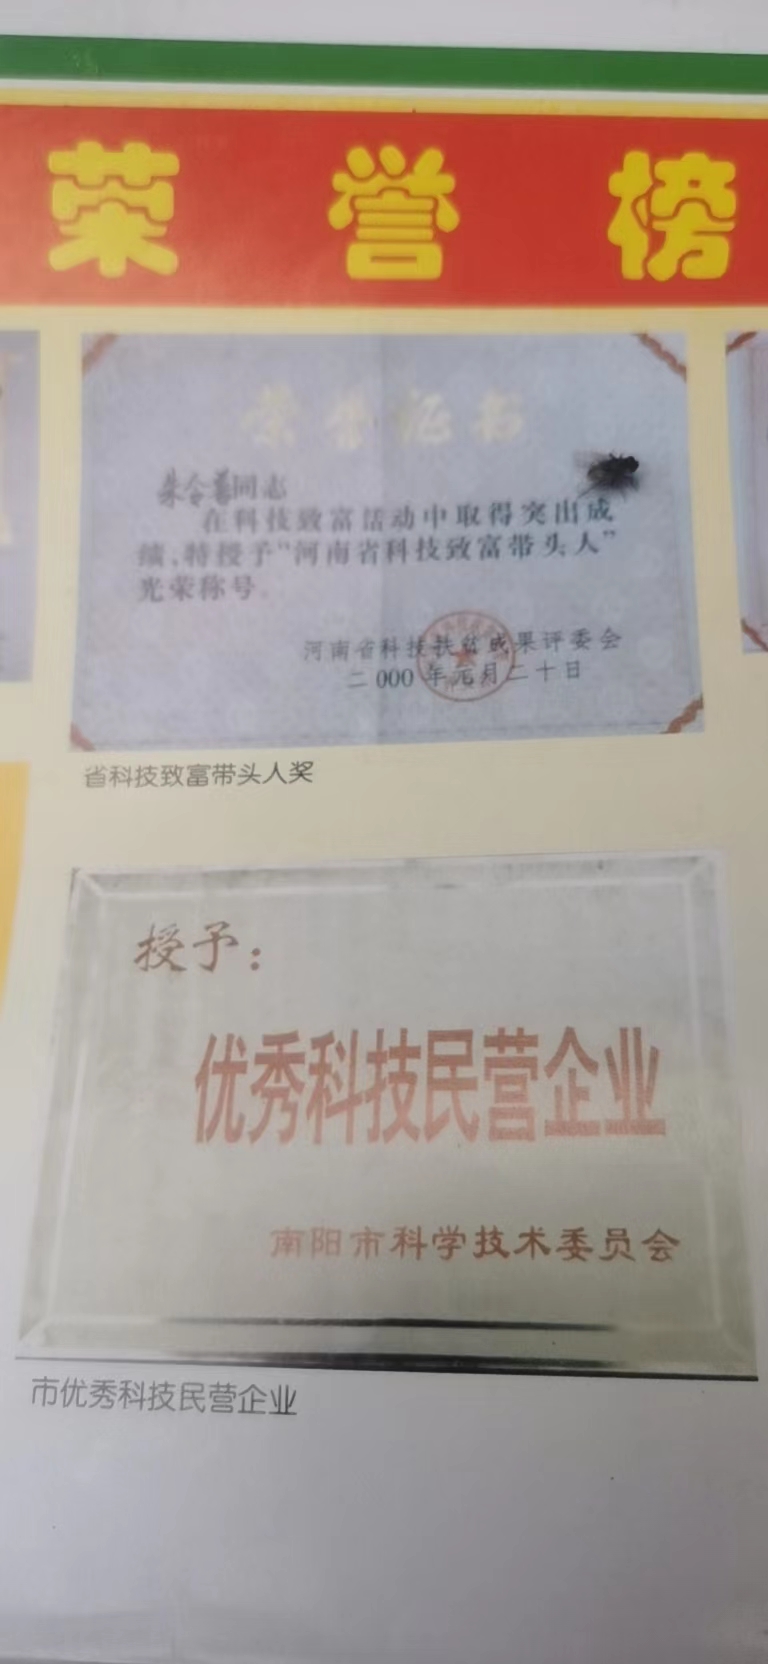 荣誉榜
荣誉证书
同志
在科技致富活动中取得突出成
绩、特授予“河南省科技致富带头人”
光荣称号。
河南省科技扶贫成果评委会
二000年元月二十日
省科技致富带头人奖
授予：
优秀科技民营企业
南阳市科学技术委员会
市优秀科技民营企业